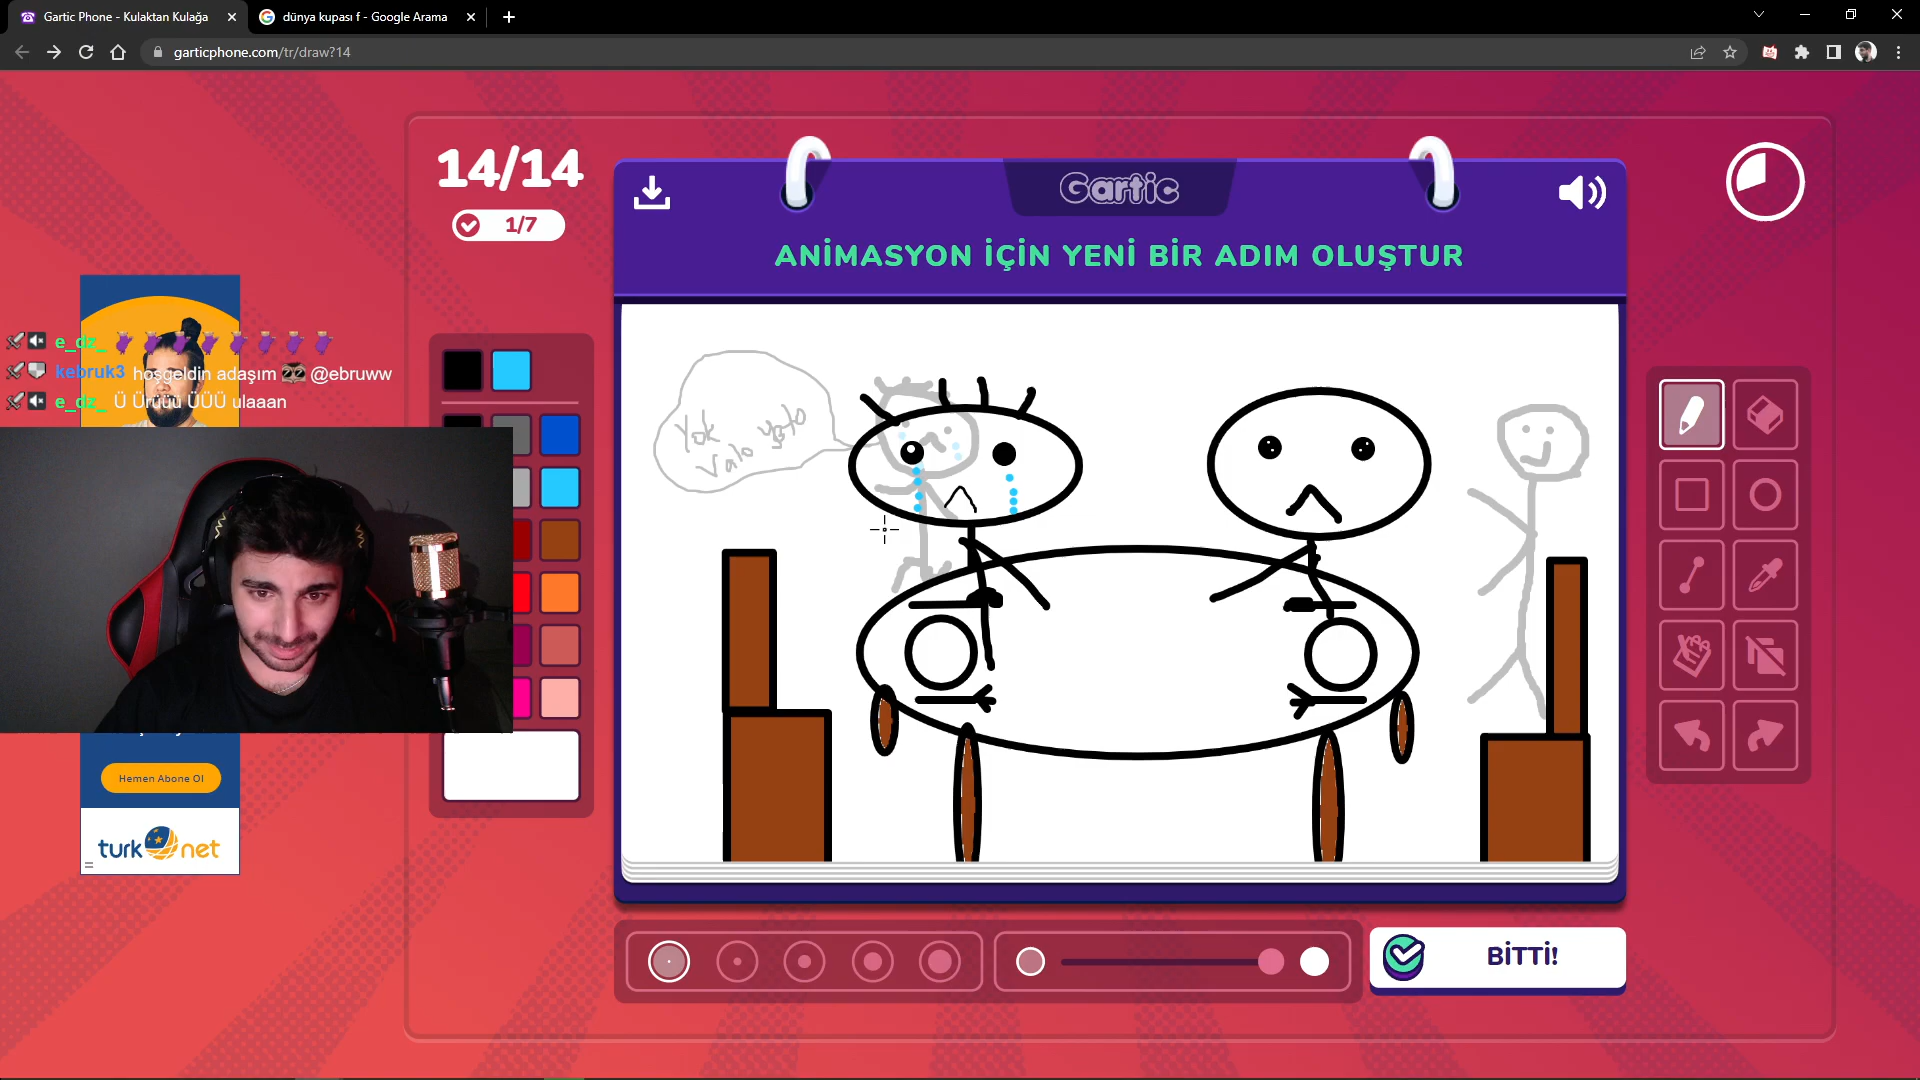 Gartic Phone - Kulaktan Kulağa
dünya kupası f - Google Arama
garticphone.com/tr/draw?14
14/14
1/7
Gartic
ANİMASYON İÇİN YENİ BİR ADIM OLUŞTUR
e_dz_
kebruk3 hoşgeldin adaşım @ebruww
e_dz_ Ü Ürüüü ÜÜÜ ulaaan
Yok
Valo
Hemen Abone Ol
turk net
BİTTİ!